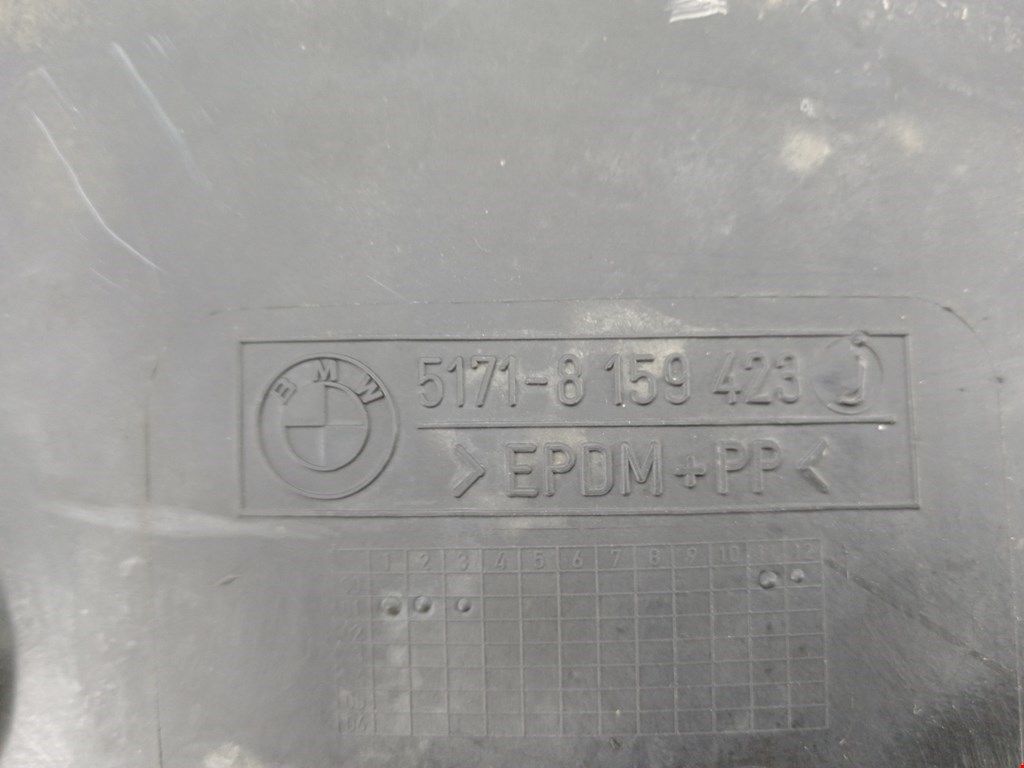 BMW
5171-8 159 423
>EPDM+PP<
1 2 3 4 5 6 7 8 9 10 11 12